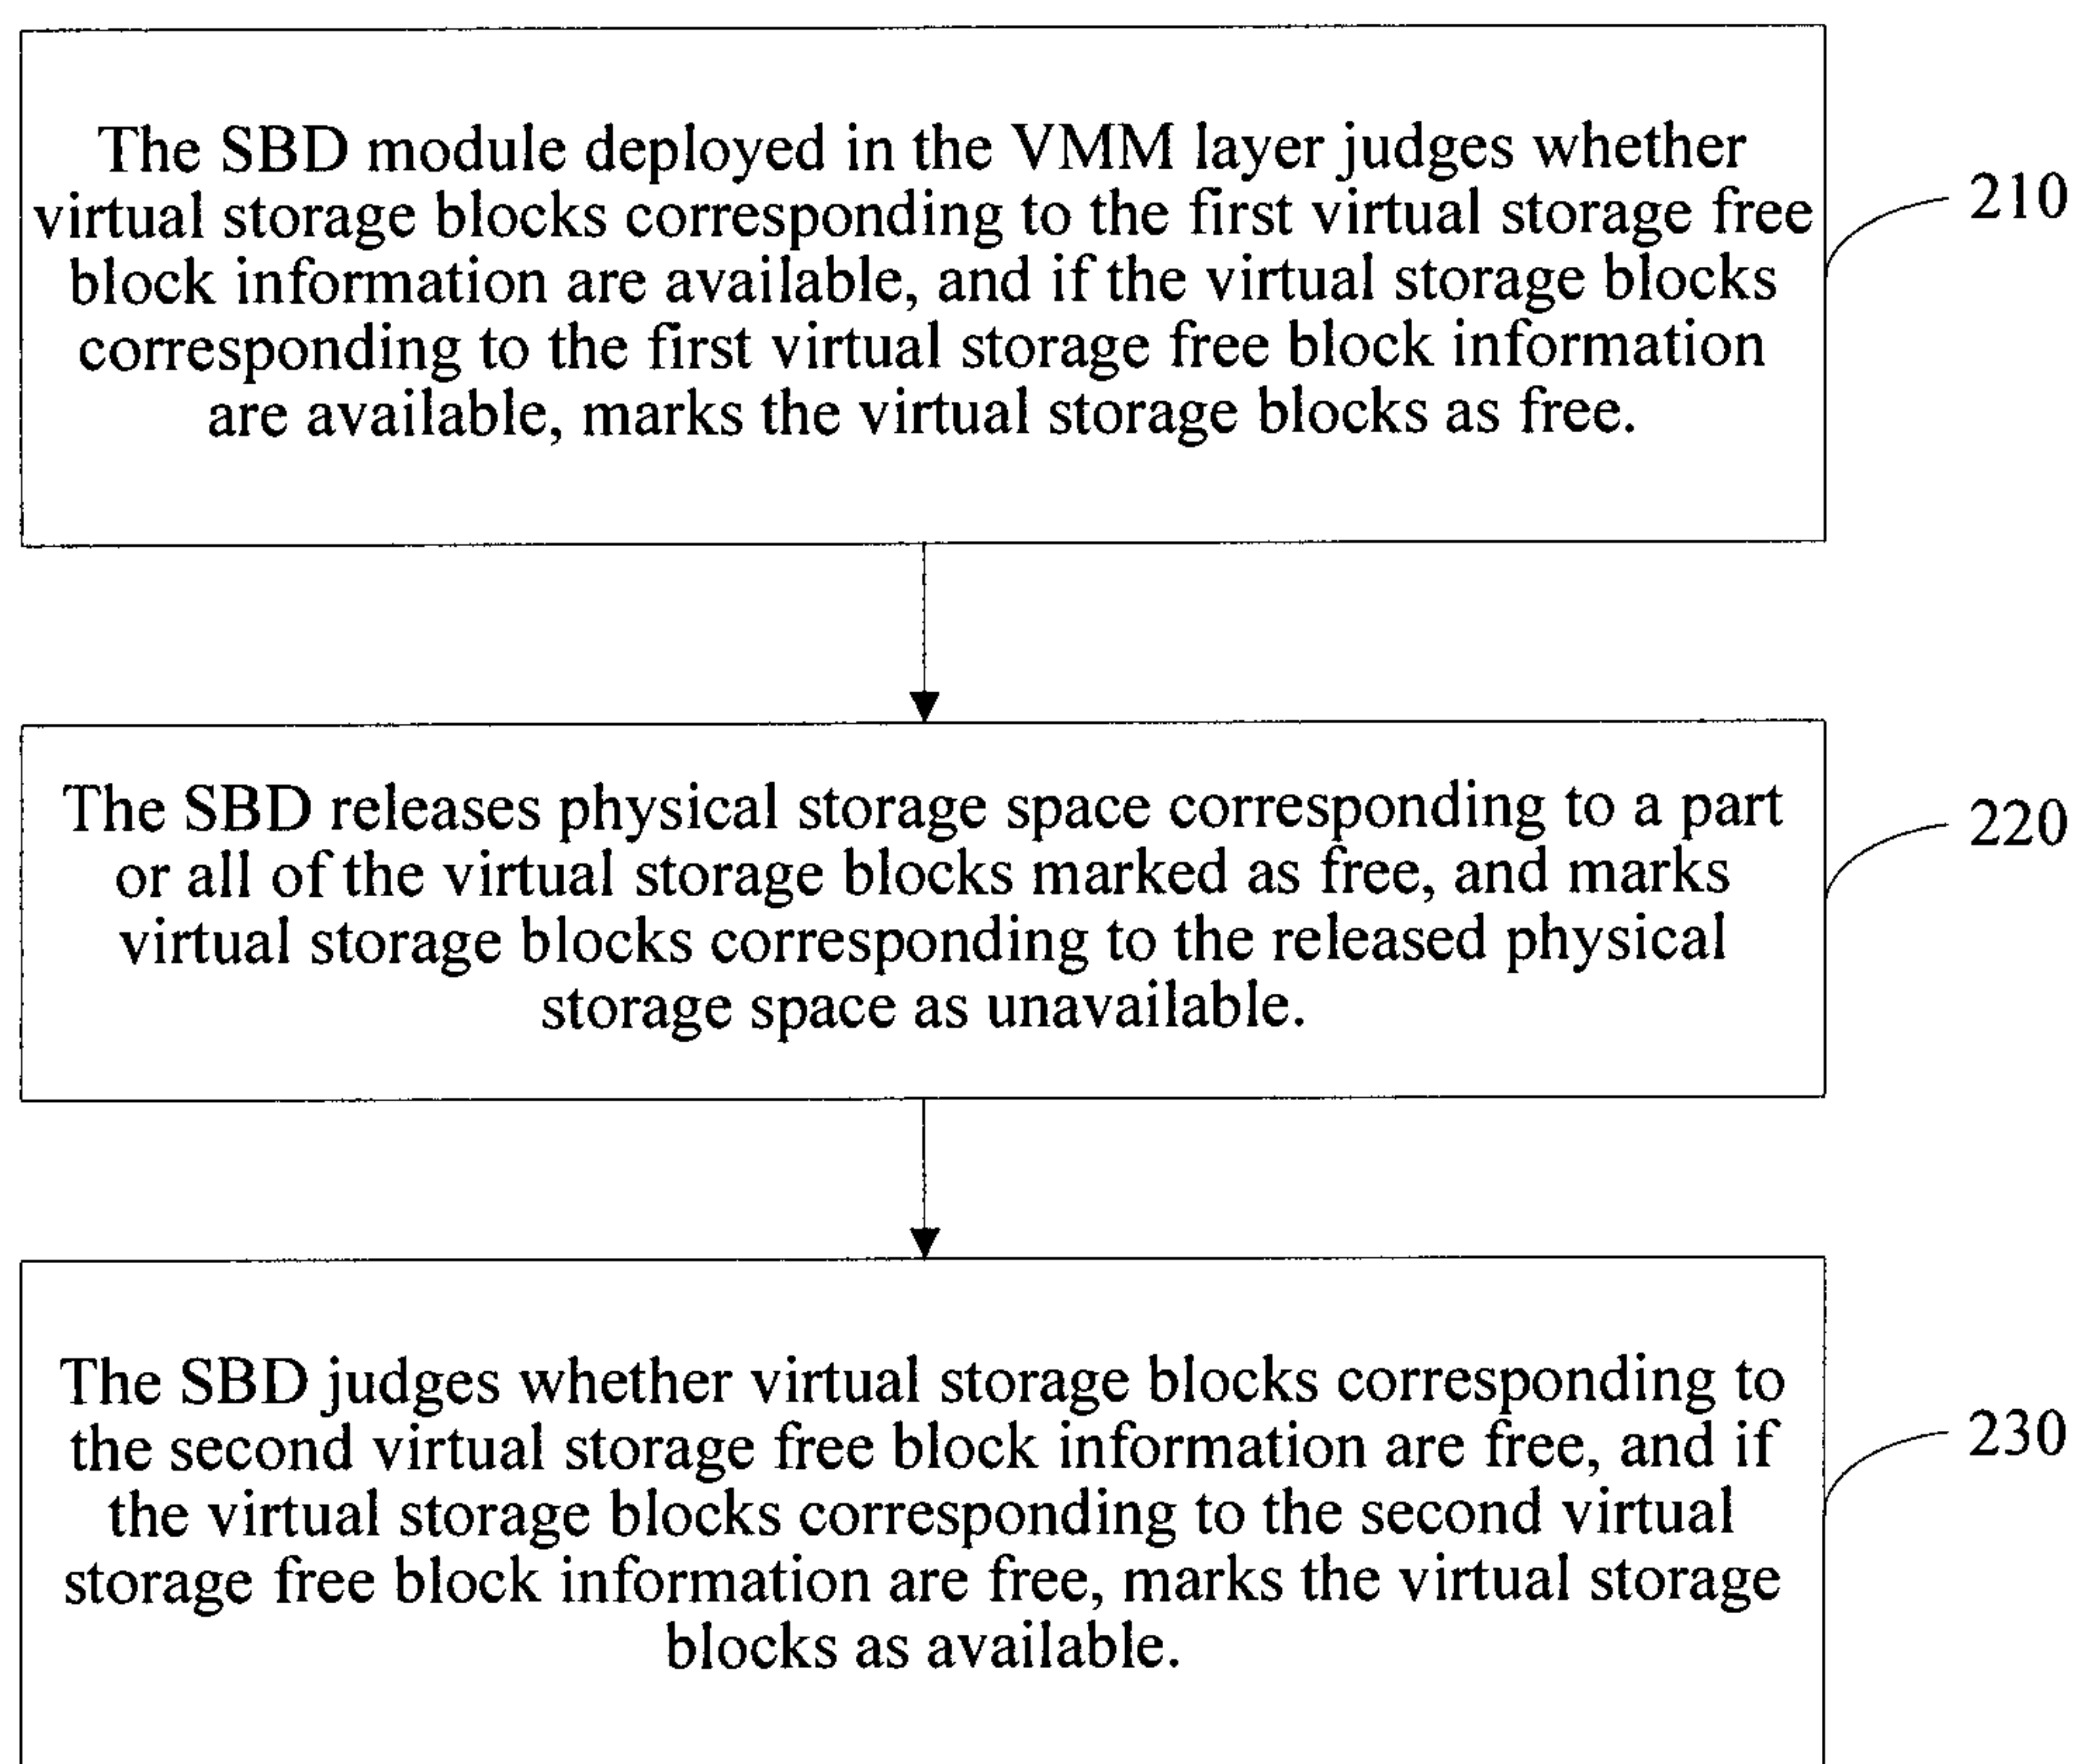 The SBD module deployed in the VMM layer judges whether
virtual storage blocks corresponding to the first virtual storage free
block information are available, and if the virtual storage blocks
corresponding to the first virtual storage free block information
are available, marks the virtual storage blocks as free.
210
The SBD releases physical storage space corresponding to a part
or all of the virtual storage blocks marked as free, and marks
virtual storage blocks corresponding to the released physical
storage space as unavailable.
220
The SBD judges whether virtual storage blocks corresponding to
the second virtual storage free block information are free, and if
the virtual storage blocks corresponding to the second virtual
storage free block information are free, marks the virtual storage
blocks as available.
230